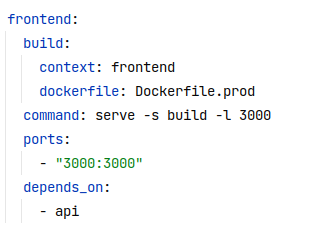 frontend:
  build:
    context: frontend
    dockerfile: Dockerfile.prod
  command: serve -s build -l 3000
  ports:
    - "3000:3000"
  depends_on:
    - api